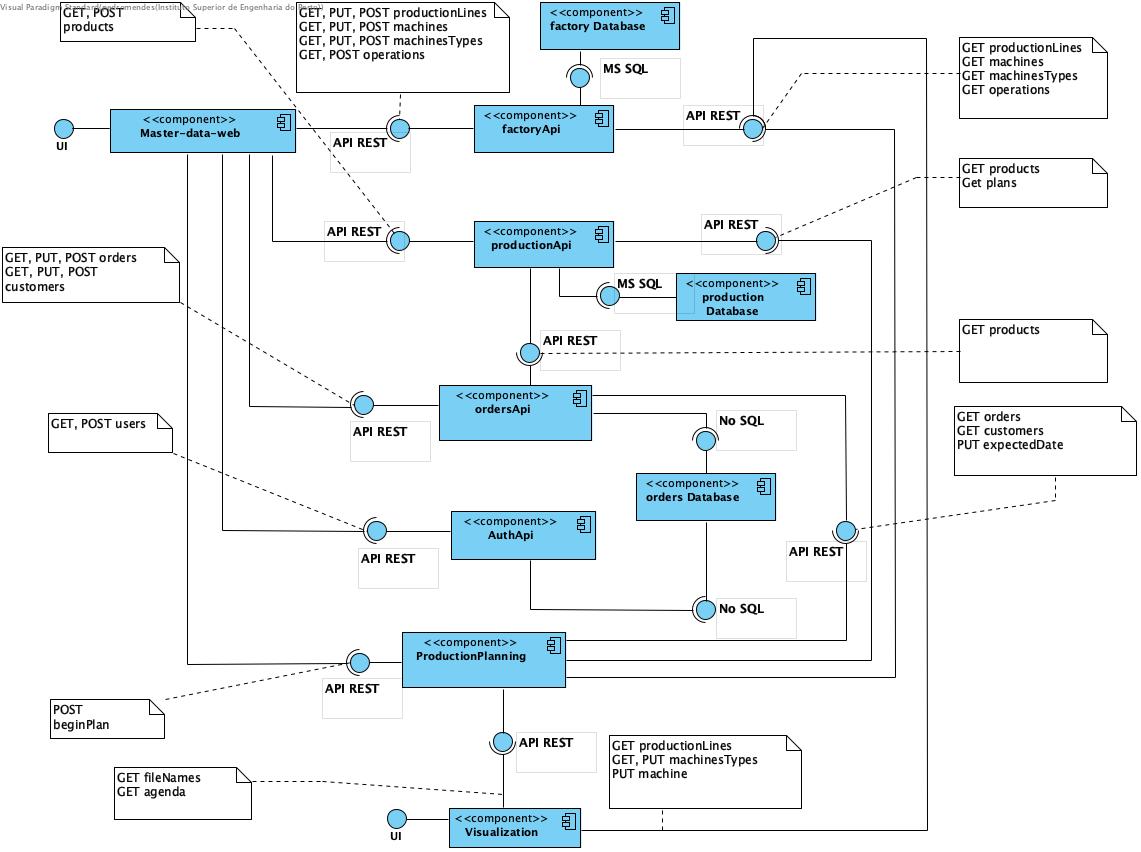 Visual Paradigm Standard(
(Instituto Superior de Engenharia do Porto))
GET, POST
products
GET, PUT, POST productionLines
GET, PUT, POST machines
GET, PUT, POST machinesTypes
GET, POST operations
<<component>>
factory Database
MS SQL
GET productionLines
GET machines
GET machinesTypes
GET operations
UI
<<component>>
Master-data-web
API REST
<<component>>
factoryApi
API REST
GET products
Get plans
API REST
<<component>>
productionApi
API REST
GET, PUT, POST orders
GET, PUT, POST
customers
MS SQL
<<component>>
production
Database
API REST
GET products
<<component>>
ordersApi
API REST
No SQL
GET orders
GET customers
PUT expectedDate
GET, POST users
<<component>>
orders Database
<<component>>
AuthApi
API REST
API REST
No SQL
<<component>>
ProductionPlanning
API REST
POST
beginPlan
API REST
GET productionLines
GET, PUT machinesTypes
PUT machine
GET fileNames
GET agenda
UI
<<component>>
Visualization